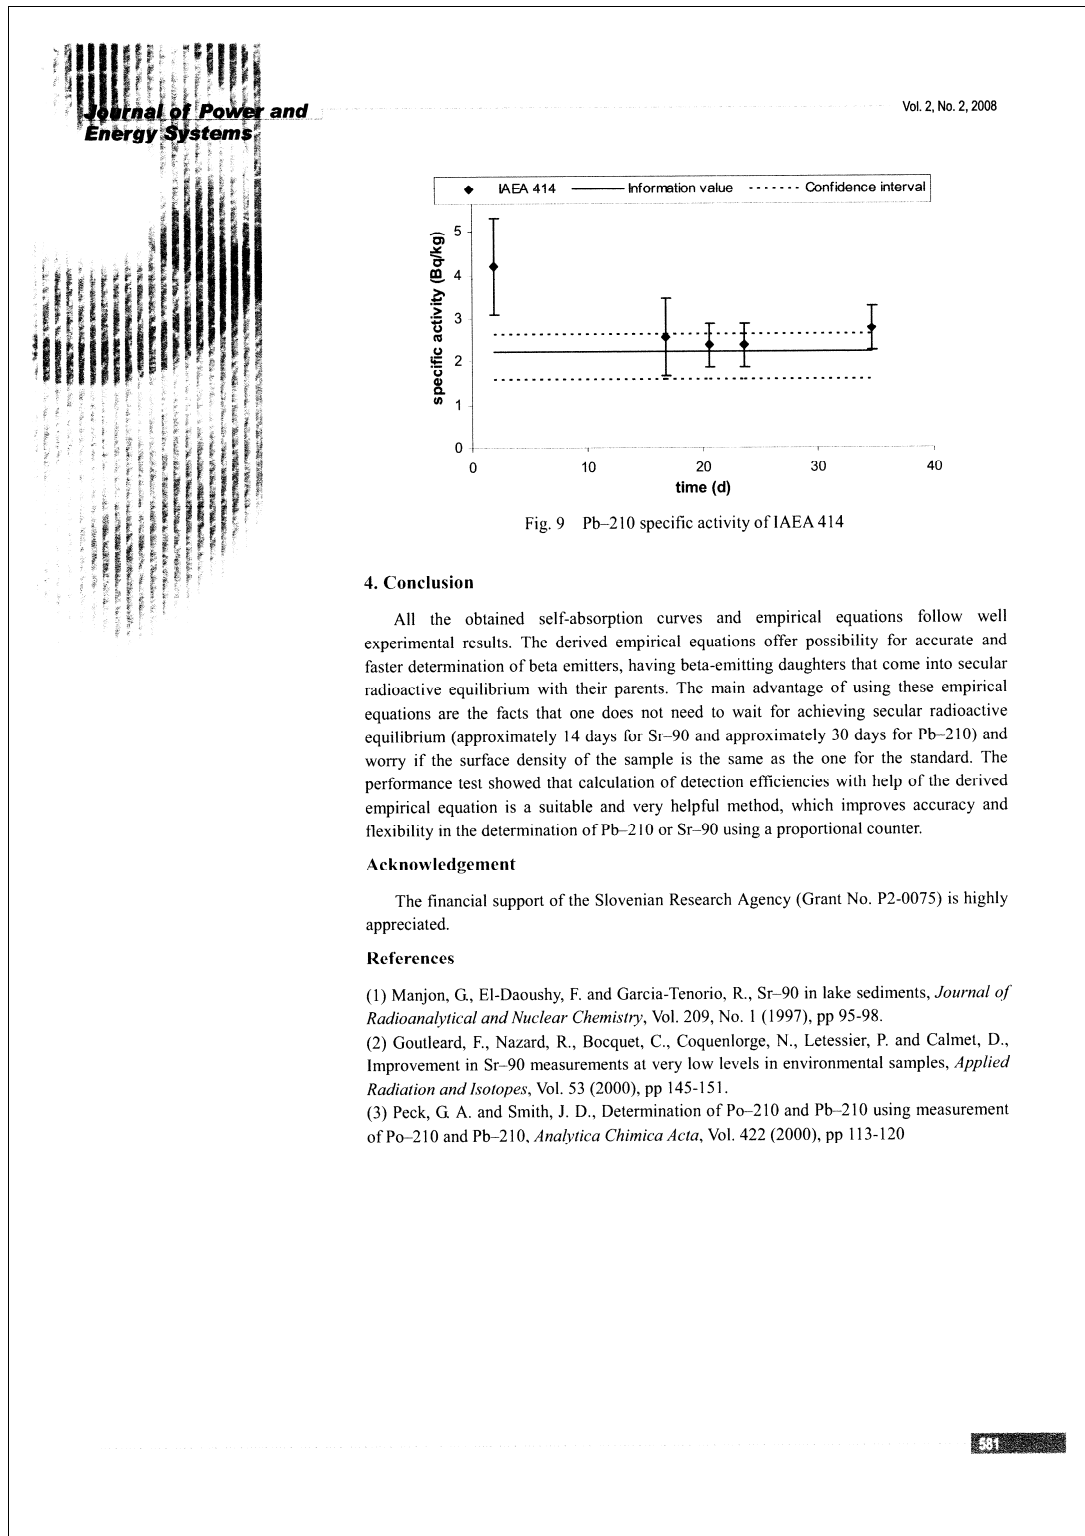 Journal of Power and
Energy Systems
Vol. 2, No. 2, 2008
IAEA 414 Information value Confidence interval
specific activity (Bq/kg)
5
4
3
2
1
0
0 10 20 30 40
time (d)
Fig. 9 Pb–210 specific activity of IAEA 414
4. Conclusion
All the obtained self-absorption curves and empirical equations follow well
experimental results. The derived empirical equations offer possibility for accurate and
faster determination of beta emitters, having beta-emitting daughters that come into secular
radioactive equilibrium with their parents. The main advantage of using these empirical
equations are the facts that one does not need to wait for achieving secular radioactive
equilibrium (approximately 14 days for Sr–90 and approximately 30 days for Pb–210) and
worry if the surface density of the sample is the same as the one for the standard. The
performance test showed that calculation of detection efficiencies with help of the derived
empirical equation is a suitable and very helpful method, which improves accuracy and
flexibility in the determination of Pb–210 or Sr–90 using a proportional counter.
Acknowledgement
The financial support of the Slovenian Research Agency (Grant No. P2-0075) is highly
appreciated.
References
(1) Manjon, G., El-Daoushy, F. and Garcia-Tenorio, R., Sr–90 in lake sediments, Journal of
Radioanalytical and Nuclear Chemistry, Vol. 209, No. 1 (1997), pp 95-98.
(2) Goutleard, F., Nazard, R., Bocquet, C., Coquenlorge, N., Letessier, P. and Calmet, D.,
Improvement in Sr–90 measurements at very low levels in environmental samples, Applied
Radiation and Isotopes, Vol. 53 (2000), pp 145-151.
(3) Peck, G. A. and Smith, J. D., Determination of Po–210 and Pb–210 using measurement
of Po–210 and Pb–210, Analytica Chimica Acta, Vol. 422 (2000), pp 113-120
581